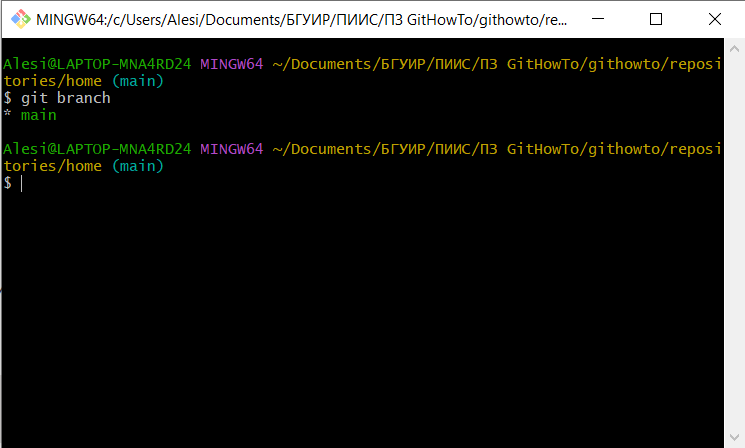 MINGW64:/c/Users/Alesi/Documents/БГУИР/ПИИС/ПЗ GitHowTo/githowto/re...
Alesi@LAPTOP-MNA4RD24 MINGW64 ~/Documents/БГУИР/ПИИС/ПЗ GitHowTo/githowto/reposi
tories/home (main)
$ git branch
* main
Alesi@LAPTOP-MNA4RD24 MINGW64 ~/Documents/БГУИР/ПИИС/ПЗ GitHowTo/githowto/reposi
tories/home (main)
$